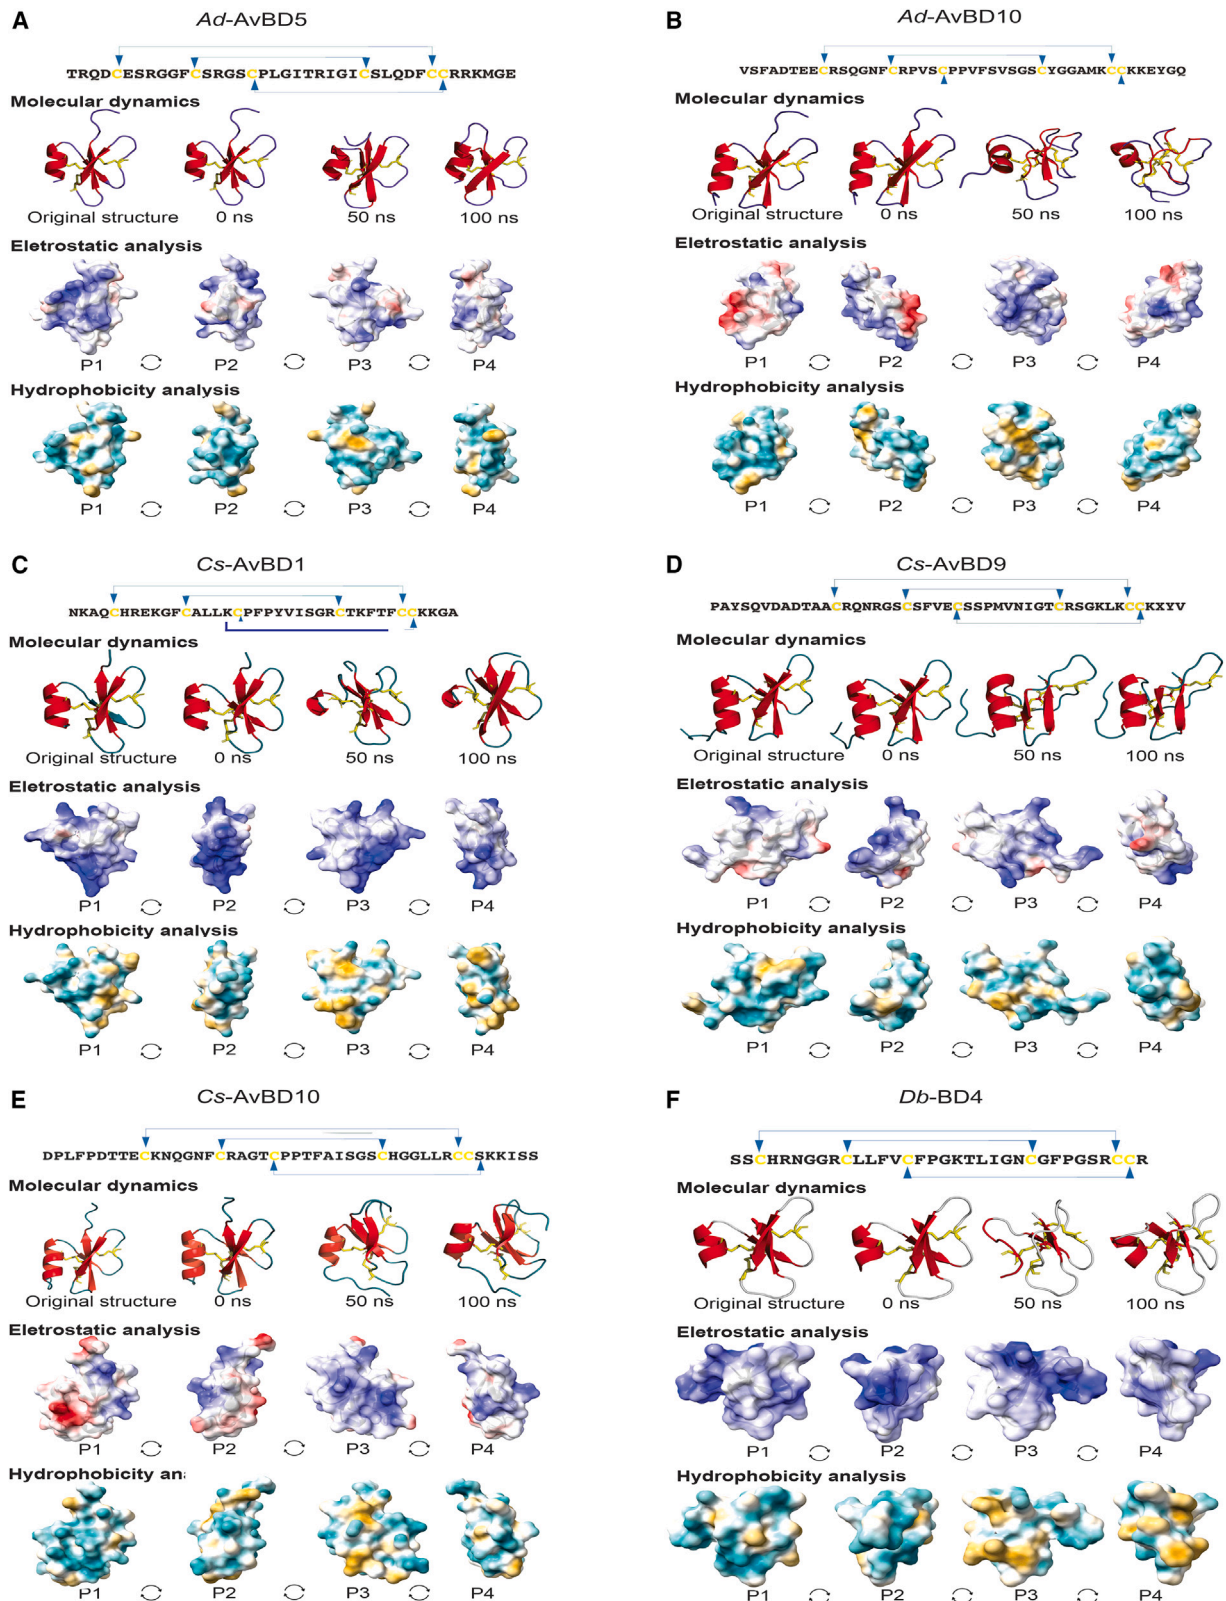 A
Ad-AvBD5
TRQDCESRGGFCSRGSCPLGITRIGICSLQDFCCRRKMGE
Molecular dynamics
Original structure 0 ns 50 ns 100 ns
Eletrostatic analysis
P1 P2 P3 P4
Hydrophobicity analysis
P1 P2 P3 P4
B
Ad-AvBD10
VSFADTEECRSQGNFCRPVSCPPVFSVSGSCYGGAMKCCKKEYGQ
Molecular dynamics
Original structure 0 ns 50 ns 100 ns
Eletrostatic analysis
P1 P2 P3 P4
Hydrophobicity analysis
P1 P2 P3 P4
C
Cs-AvBD1
NKAQCHREKGFCALLKCPFPYVISGRCTKFTFCCKKGA
Molecular dynamics
Original structure 0 ns 50 ns 100 ns
Eletrostatic analysis
P1 P2 P3 P4
Hydrophobicity analysis
P1 P2 P3 P4
D
Cs-AvBD9
PAYSQVDADTAACRQNRGSCSFVECSSPMVNIGTCRSGKLKCCKXYV
Molecular dynamics
Original structure 0 ns 50 ns 100 ns
Eletrostatic analysis
P1 P2 P3 P4
Hydrophobicity analysis
P1 P2 P3 P4
E
Cs-AvBD10
DPLFPDTTECKNQGNFCRAGTCPPTFAISGSCHGGLLRCCSKKISS
Molecular dynamics
Original structure 0 ns 50 ns 100 ns
Eletrostatic analysis
P1 P2 P3 P4
Hydrophobicity an
P1 P2 P3 P4
F
Db-BD4
SSCHRNGGRCLLFVCFPGKTLIGNCGFPGSRCCR
Molecular dynamics
Original structure 0 ns 50 ns 100 ns
Eletrostatic analysis
P1 P2 P3 P4
Hydrophobicity analysis
P1 P2 P3 P4